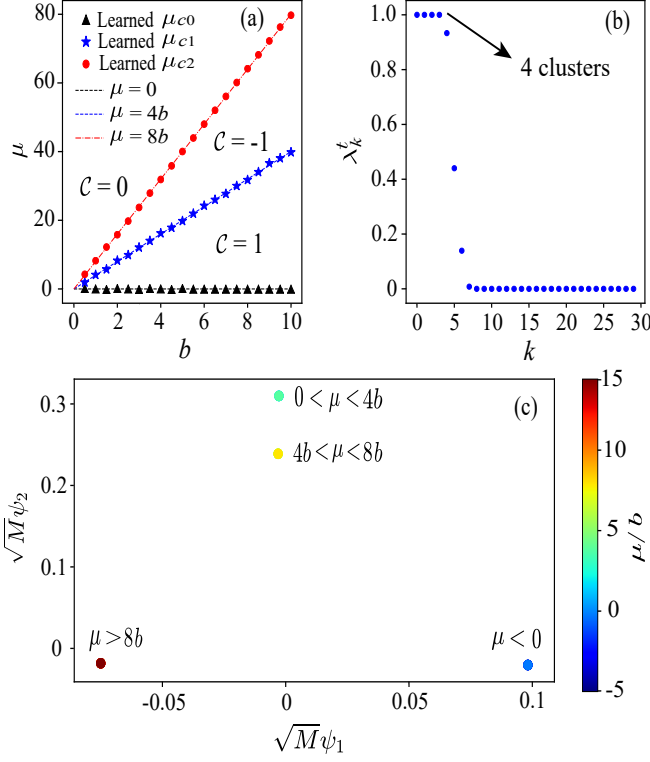 (a)
▲ Learned μc0
★ Learned μc1
● Learned μc2
μ = 0
μ = 4b
μ = 8b
C = 0
C = -1
C = 1
μ
80
60
40
20
0
0 2 4 6 8 10
b
(b)
4 clusters
λₖᵗ
1.0
0.8
0.6
0.4
0.2
0.0
0 5 10 15 20 25 30
k
(c)
0 < μ < 4b
4b < μ < 8b
μ > 8b
μ < 0
√Mψ₂
0.3
0.2
0.1
0
-0.05 0 0.05 0.1
√Mψ₁
15
10
5
0
-5
μ/b